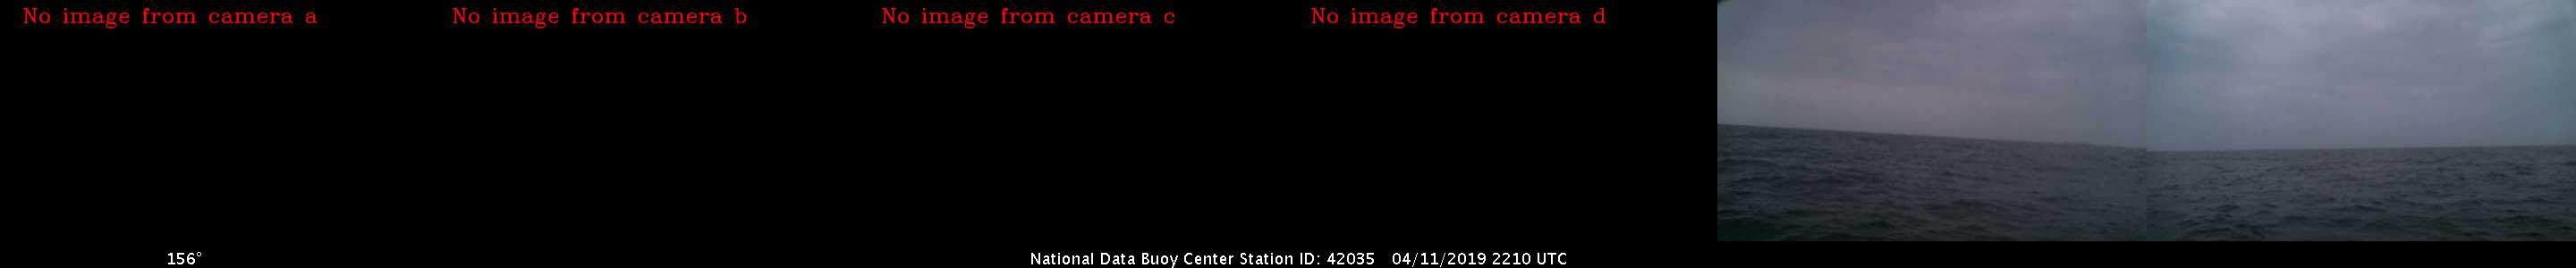 No image from camera a
No image from camera b
No image from camera c
No image from camera d
156°
National Data Buoy Center Station ID: 42035 04/11/2019 2210 UTC